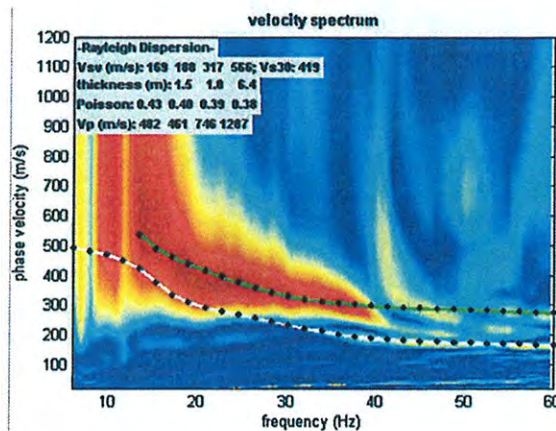 velocity spectrum
-Rayleigh Dispersion-
Vsv (m/s): 169 188 317 566; Vs30: 419
thickness (m): 1.5 1.8 6.4
Poisson: 0.43 0.40 0.39 0.38
Vp (m/s): 482 461 746 1287
phase velocity (m/s)
1200
1100
1000
900
800
700
600
500
400
300
200
100
10 20 30 40 50 60
frequency (Hz)